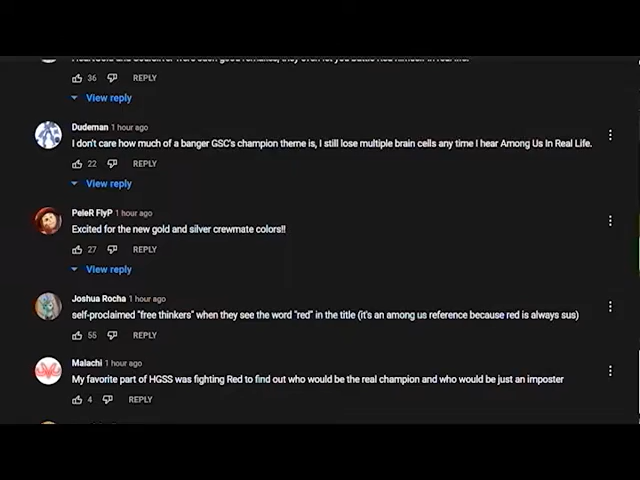 36 REPLY
View reply
Dudeman 1 hour ago
I don't care how much of a banger GSC's champion theme is, I still lose multiple brain cells any time I hear Among Us In Real Life.
22 REPLY
View reply
PeleR FlyP 1 hour ago
Excited for the new gold and silver crewmate colors!!
27 REPLY
View reply
Joshua Rocha 1 hour ago
self-proclaimed "free thinkers" when they see the word "red" in the title (it's an among us reference because red is always sus)
55 REPLY
Malachi 1 hour ago
My favorite part of HGSS was fighting Red to find out who would be the real champion and who would be just an imposter
4 REPLY